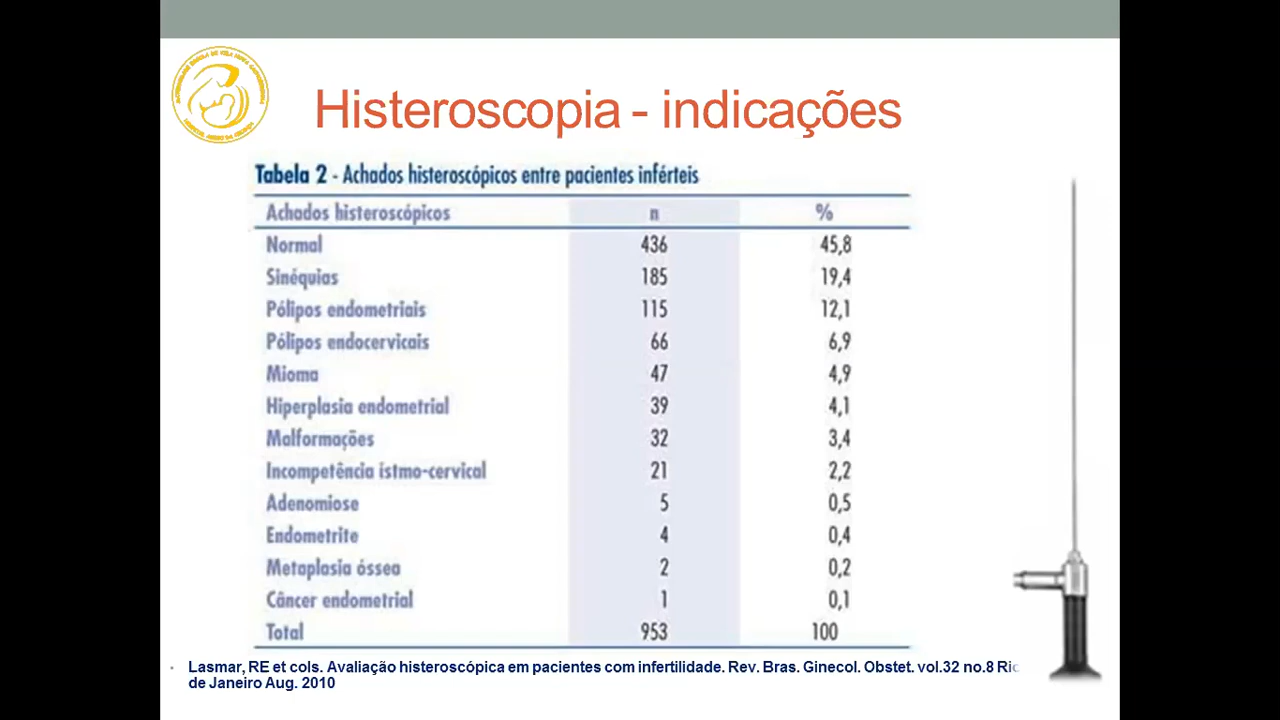 Histeroscopia - indicações
Tabela 2 - Achados histeroscópicos entre pacientes inférteis
Achados histeroscópicos n %
Normal 436 45,8
Sinéquias 185 19,4
Pólipos endometriais 115 12,1
Pólipos endocervicais 66 6,9
Mioma 47 4,9
Hiperplasia endometrial 39 4,1
Malformações 32 3,4
Incompetência ístmo-cervical 21 2,2
Adenomiose 5 0,5
Endometrite 4 0,4
Metaplasia óssea 2 0,2
Câncer endometrial 1 0,1
Total 953 100
Lasmar, RE et cols. Avaliação histeroscópica em pacientes com infertilidade. Rev. Bras. Ginecol. Obstet. vol.32 no.8
de Janeiro Aug. 2010